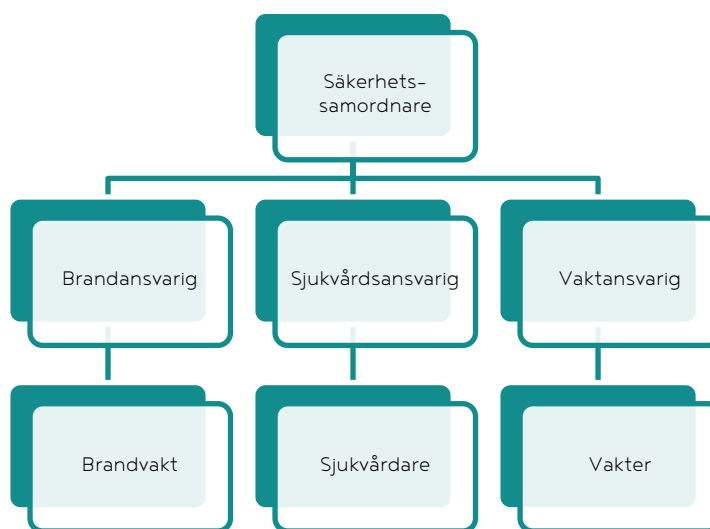 Säkerhets-
samordnare
Brandansvarig
Sjukvårdsansvarig
Vaktansvarig
Brandvakt
Sjukvårdare
Vakter